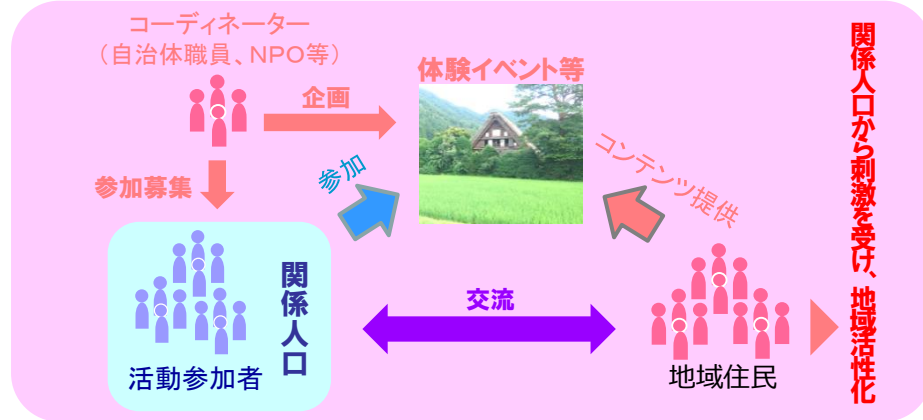 コーディネーター
（自治体職員、NPO等）
企画
体験イベント等
参加募集
参加
コンテンツ提供
関係人口
活動参加者
交流
地域住民
関係人口から刺激を受け、地域活性化